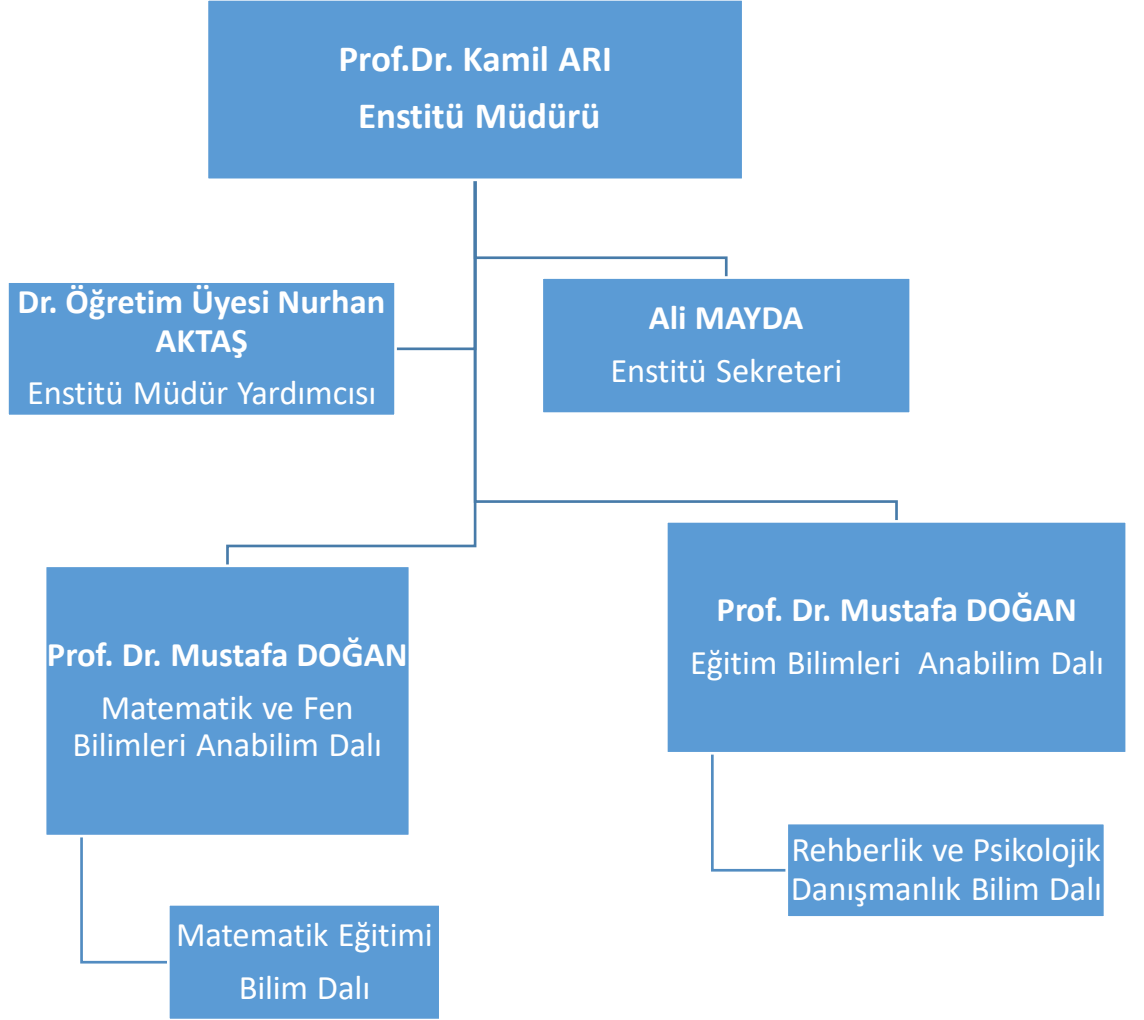 Prof.Dr. Kamil ARI
Enstitü Müdürü
Dr. Öğretim Üyesi Nurhan
AKTAŞ
Enstitü Müdür Yardımcısı
Ali MAYDA
Enstitü Sekreteri
Prof. Dr. Mustafa DOĞAN
Matematik ve Fen
Bilimleri Anabilim Dalı
Prof. Dr. Mustafa DOĞAN
Eğitim Bilimleri  Anabilim Dalı
Matematik Eğitimi
Bilim Dalı
Rehberlik ve Psikolojik
Danışmanlık Bilim Dalı